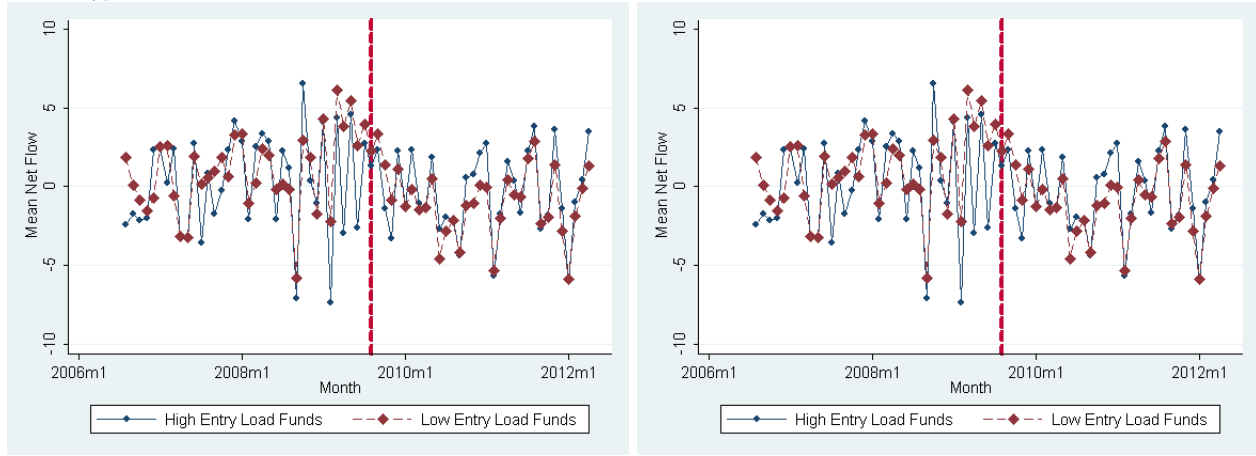 10
5
0
-5
-10
Mean Net Flow
2006m1 2008m1 2010m1 2012m1
Month
High Entry Load Funds Low Entry Load Funds
10
5
0
-5
-10
Mean Net Flow
2006m1 2008m1 2010m1 2012m1
Month
High Entry Load Funds Low Entry Load Funds